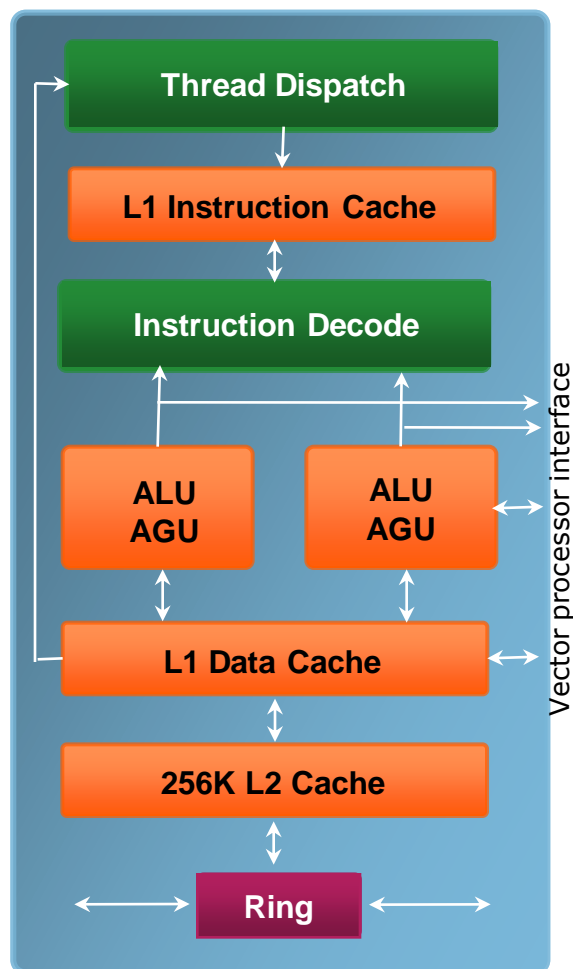 Thread Dispatch
L1 Instruction Cache
Instruction Decode
ALU
AGU
ALU
AGU
Vector processor interface
L1 Data Cache
256K L2 Cache
Ring